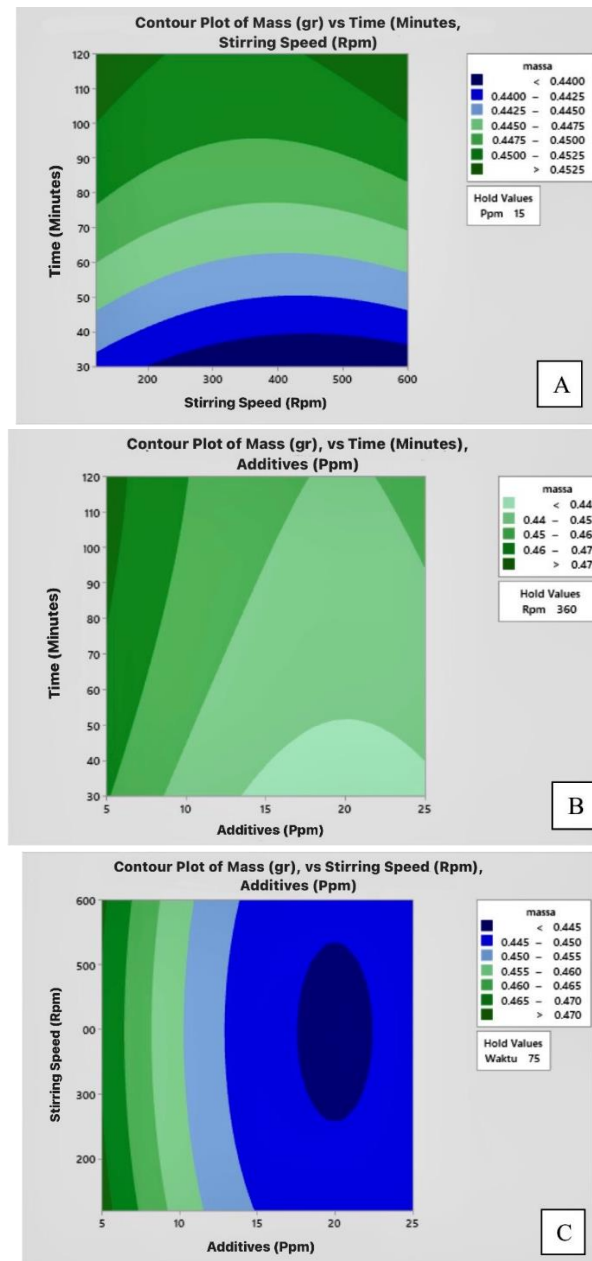 Contour Plot of Mass (gr) vs Time (Minutes,
Stirring Speed (Rpm)
120
110
100
90
80
70
60
50
40
30
Time (Minutes)
200 300 400 500 600
Stirring Speed (Rpm)
massa
< 0.4400
0.4400 – 0.4425
0.4425 – 0.4450
0.4450 – 0.4475
0.4475 – 0.4500
0.4500 – 0.4525
> 0.4525
Hold Values
Ppm 15
A
Contour Plot of Mass (gr), vs Time (Minutes),
Additives (Ppm)
120
110
100
90
80
70
60
50
40
30
Time (Minutes)
5 10 15 20 25
Additives (Ppm)
massa
< 0.44
0.44 – 0.45
0.45 – 0.46
0.46 – 0.47
> 0.47
Hold Values
Rpm 360
B
Contour Plot of Mass (gr), vs Stirring Speed (Rpm),
Additives (Ppm)
600
500
00
300
200
Stirring Speed (Rpm)
5 10 15 20 25
Additives (Ppm)
massa
< 0.445
0.445 – 0.450
0.450 – 0.455
0.455 – 0.460
0.460 – 0.465
0.465 – 0.470
> 0.470
Hold Values
Waktu 75
C